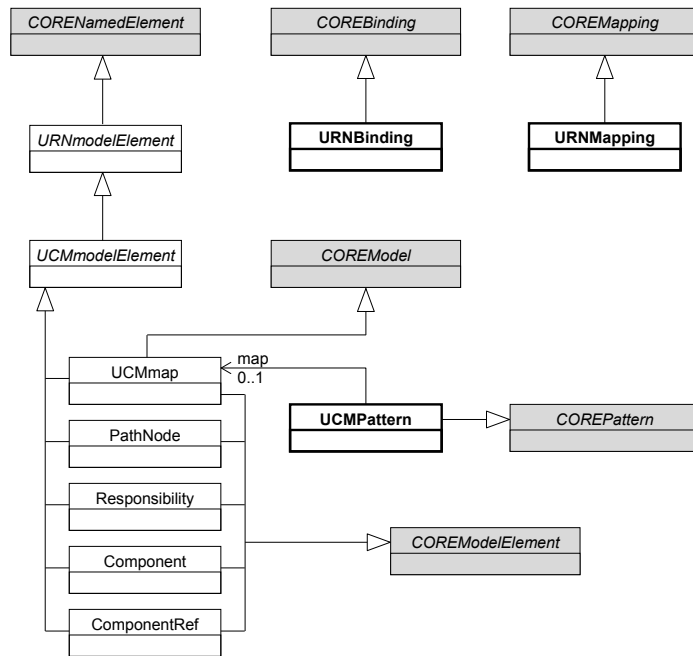 CORENamedElement
COREBinding
COREMapping
URNmodelElement
URNBinding
URNMapping
UCMmodelElement
COREModel
UCMmap
map
0..1
PathNode
UCMPattern
COREPattern
Responsibility
Component
COREModelElement
ComponentRef